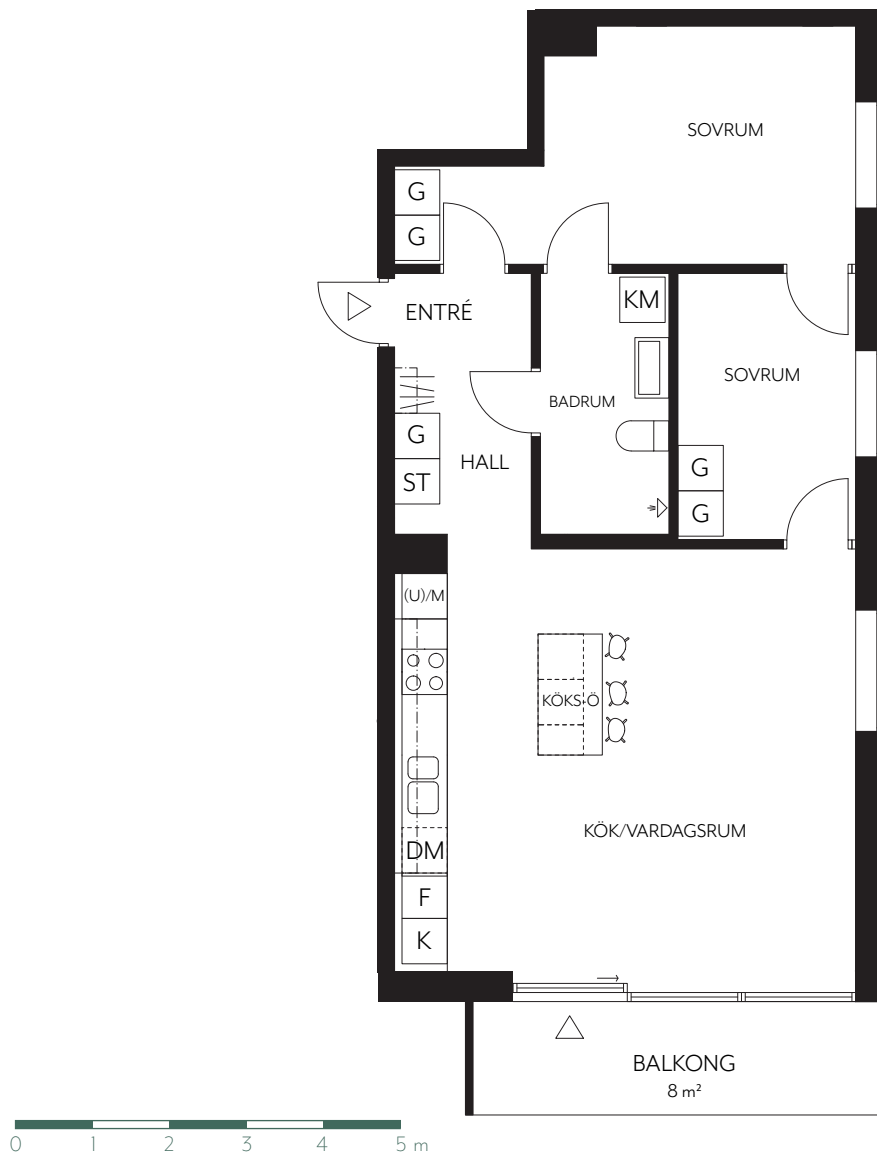 SOVRUM
G
G
KM
ENTRÉ
SOVRUM
BADRUM
G
HALL
G
ST
G
(U)/M
KÖKS-Ö
KÖK/VARDAGSRUM
DM
F
K
BALKONG
8 m²
0 1 2 3 4 5 m